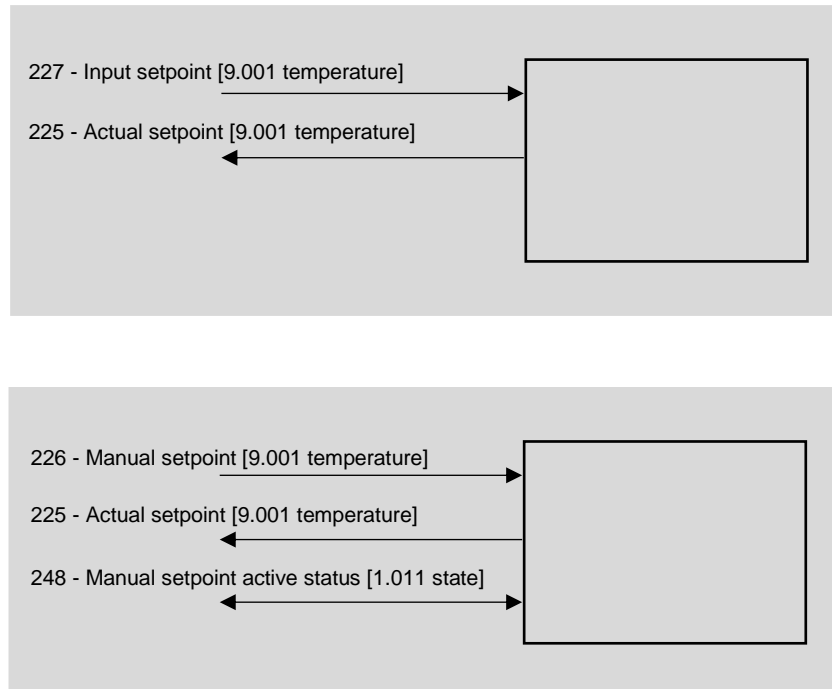 227 - Input setpoint [9.001 temperature]
225 - Actual setpoint [9.001 temperature]
226 - Manual setpoint [9.001 temperature]
225 - Actual setpoint [9.001 temperature]
248 - Manual setpoint active status [1.011 state]